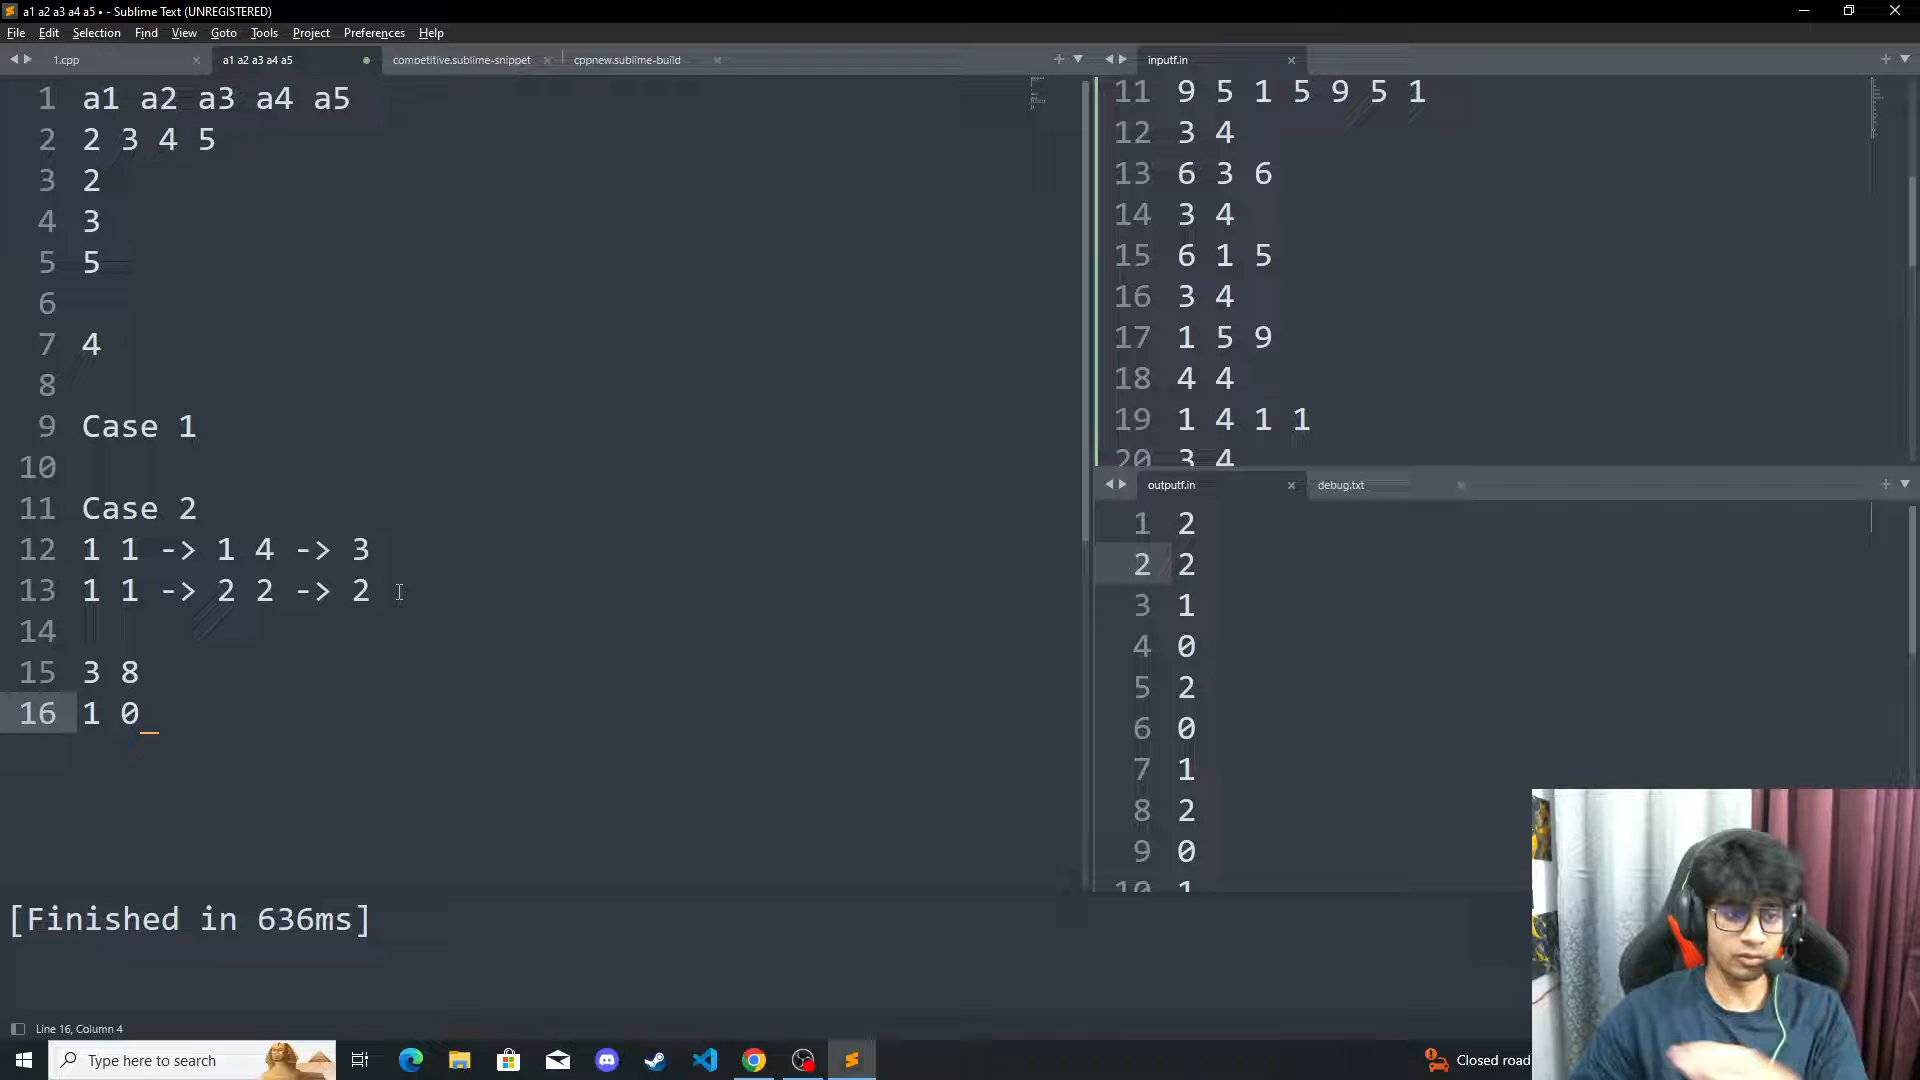 a1 a2 a3 a4 a5 • - Sublime Text (UNREGISTERED)
File Edit Selection Find View Goto Tools Project Preferences Help
1.cpp
a1 a2 a3 a4 a5
competitive.sublime-snippet
cppnew.sublime-build
1 a1 a2 a3 a4 a5
2 2 3 4 5
3 2
4 3
5 5
6
7 4
8
9 Case 1
10
11 Case 2
12 1 1 -> 1 4 -> 3
13 1 1 -> 2 2 -> 2
14
15 3 8
16 1 0
[Finished in 636ms]
inputf.in
11 9 5 1 5 9 5 1
12 3 4
13 6 3 6
14 3 4
15 6 1 5
16 3 4
17 1 5 9
18 4 4
19 1 4 1 1
20 3 4
outputf.in
debug.txt
1 2
2 2
3 1
4 0
5 2
6 0
7 1
8 2
9 0
10 1
Line 16, Column 4
Type here to search
Closed road